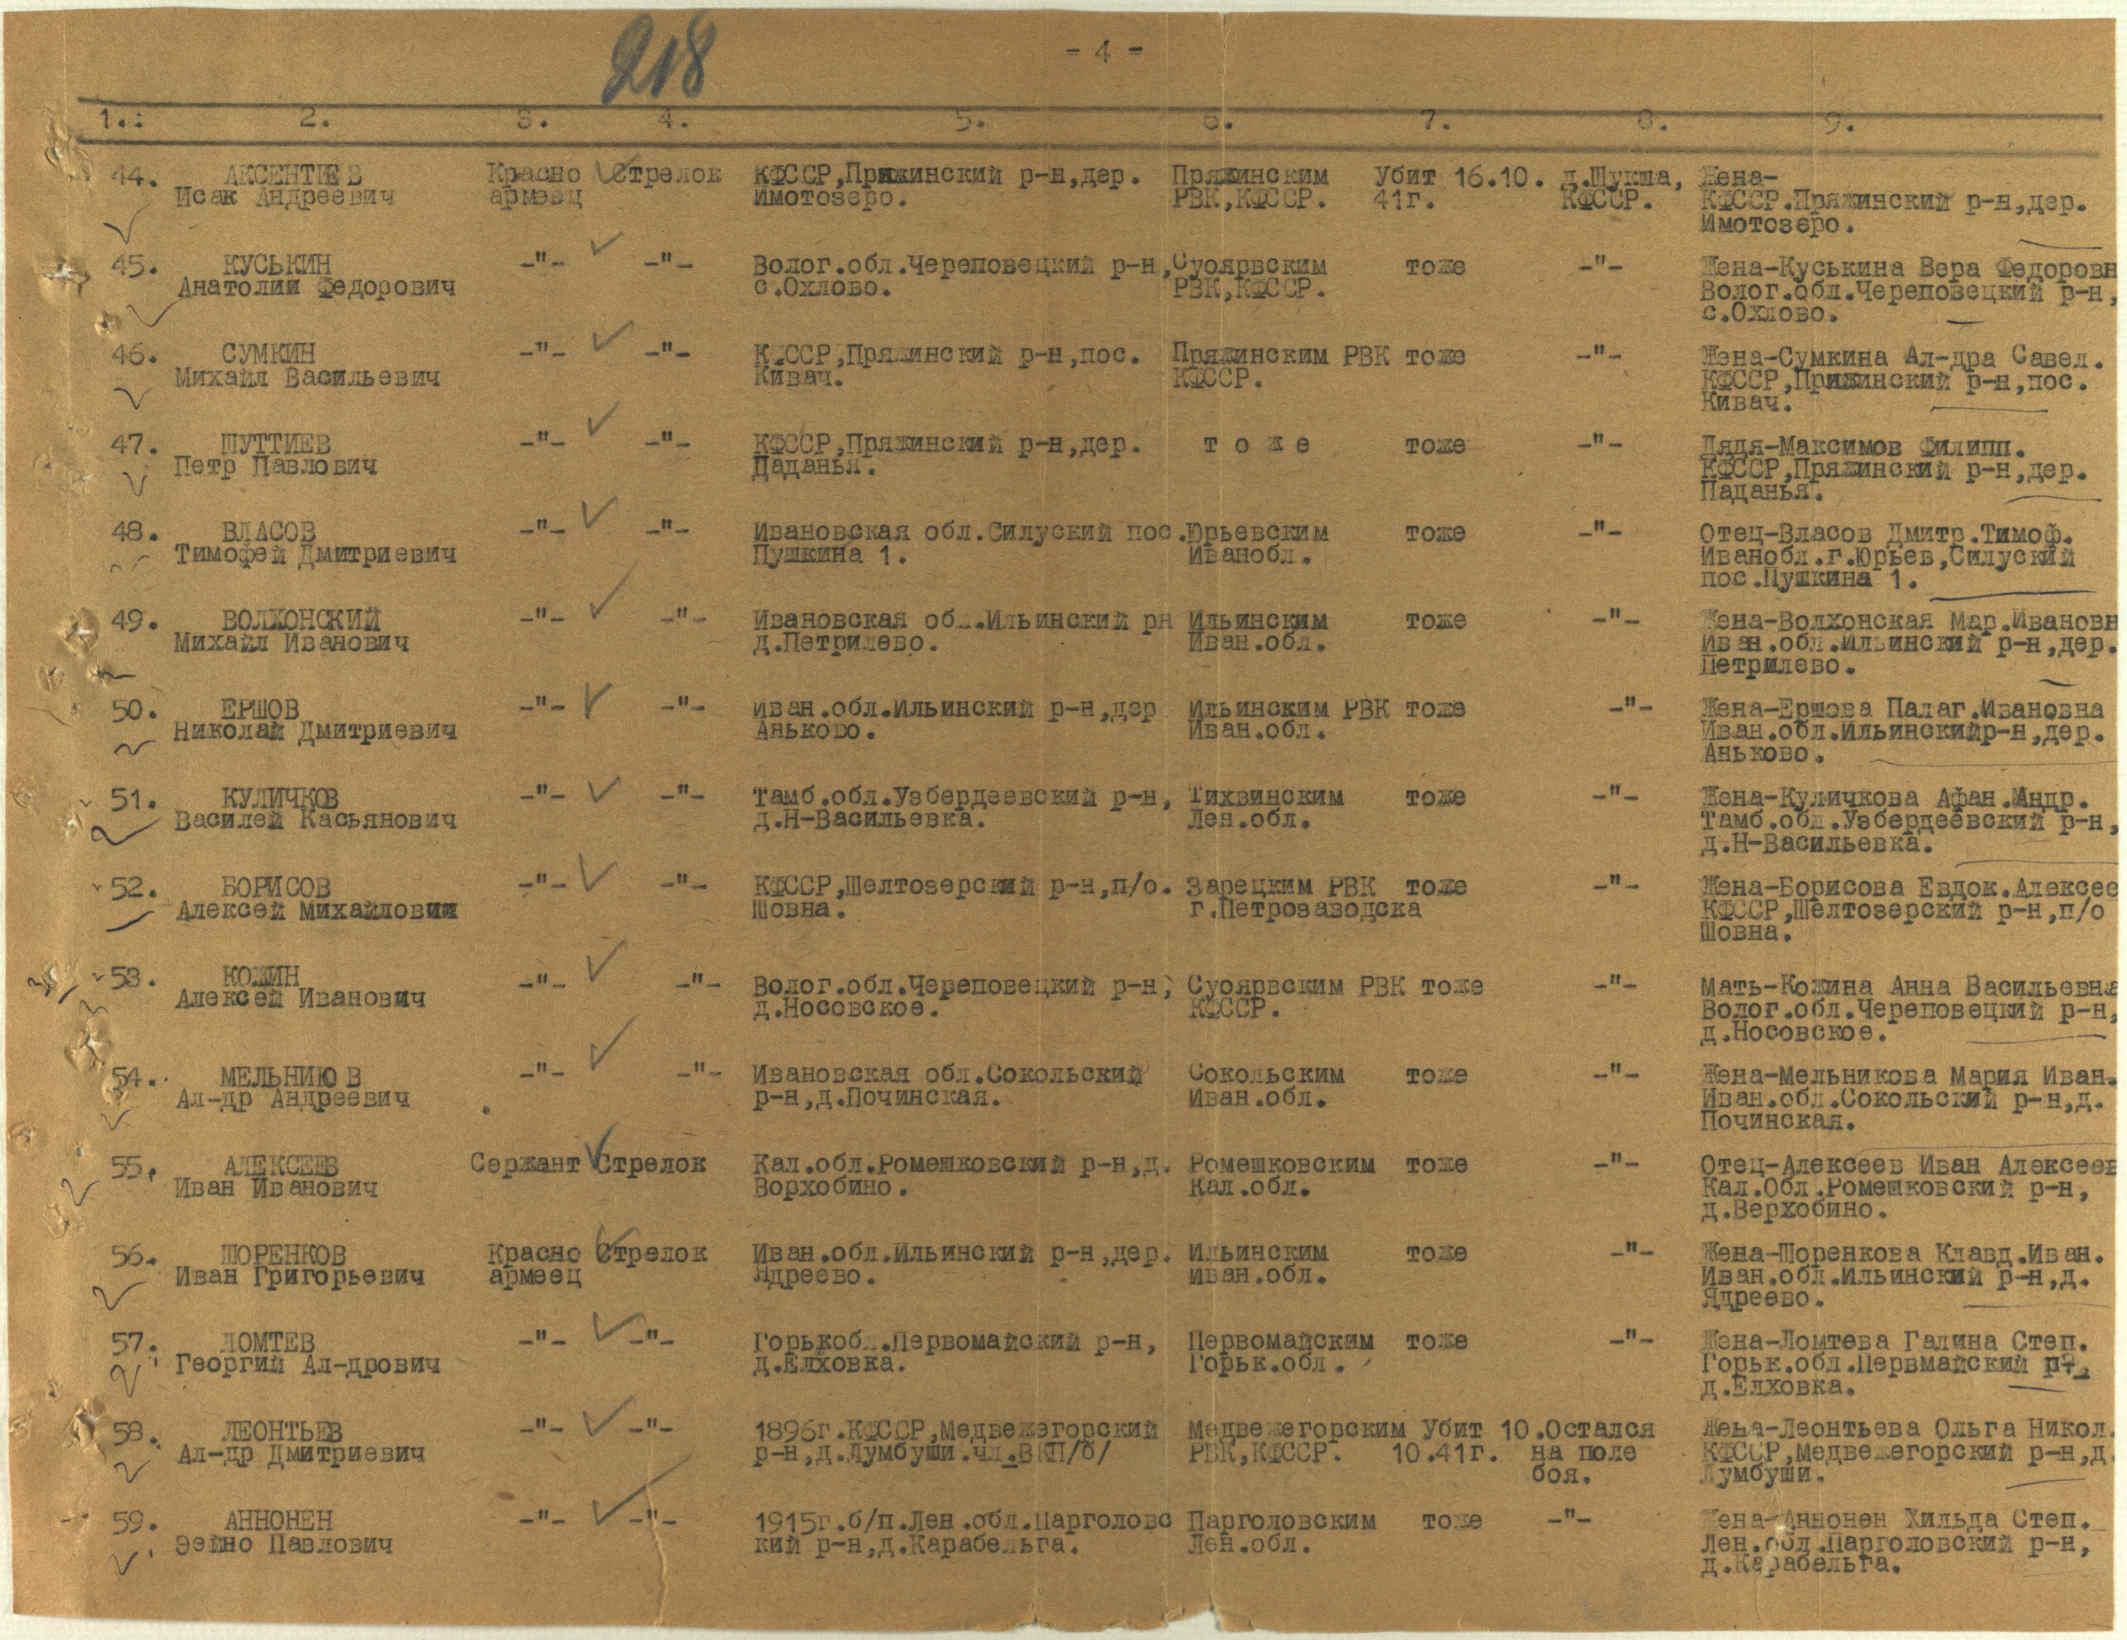 218
- 4 -
1.: 2. 3. 4. 5. 6. 7. 8. 9.
44. АКСЕНТИЕВ Красно Стрелок КФССР,Пряжинский р-н,дер. Пряжинским Убит 16.10. д.Шукша, Жена-
Исак Андреевич армеец Имотозеро. РВК,КФССР. 41г. КФССР. КФССР.Пряжинский р-н,дер.
Имотозеро.
45. КУСЬКИН -"- -"- Волог.обл.Череповецкий р-н, Суоярвским тоже -"- Жена-Куськина Вера Федоровн
Анатолий Федорович с.Охлово. РВК,КФССР. Волог.обл.Череповецкий р-н,
с.Охлово.
46. СУМКИН -"- -"- КФССР,Пряжинский р-н,пос. Пряжинским РВК тоже -"- Жена-Сумкина Ал-дра Савел.
Михайл Васильевич Кивач. КФССР. КФССР,Пряжинский р-н,пос.
Кивач.
47. ШУТТИЕВ -"- -"- КФССР,Пряжинский р-н,дер. т о ж е тоже -"- Дядя-Максимов Филипп.
Петр Павлович Паданья. КФССР,Пряжинский р-н,дер.
Паданья.
48. ВЛАСОВ -"- -"- Ивановская обл.Силуский пос. Юрьевским тоже -"- Отец-Власов Дмитр.Тимоф.
Тимофей Дмитриевич Пушкина 1. Иванобл. Иванобл.г.Юрьев,Силуский
пос.Пушкина 1.
49. ВОЛХОНСКИЙ -"- -"- Ивановская обл.Ильинский рн Ильинским тоже -"- Жена-Волхонская Мар.Ивановн
Михайл Иванович д.Петрилево. Иван.обл. Иван.обл.Ильинский р-н,дер.
Петрилево.
50. ЕРШОВ -"- -"- Иван.обл.Ильинский р-н,дер Ильинским РВК тоже -"- Жена-Ершова Палаг.Ивановна
Николай Дмитриевич Аньково. Иван.обл. Иван.обл.Ильинскийр-н,дер.
Аньково.
51. КУЛИЧКОВ -"- -"- Тамб.обл.Узбердеевский р-н, Тихвинским тоже -"- Жена-Куличкова Афан.Андр.
Василей Касьянович д.Н-Васильевка. Лен.обл. Тамб.обл.Узбердеевский р-н,
д.Н-Васильевка.
52. БОРИСОВ -"- -"- КФССР,Шелтозерский р-н,п/о. Зарецким РВК тоже -"- Жена-Борисова Евдок.Алексее
Алексей Михайлович Шовна. г.Петрозаводска КФССР,Шелтозерский р-н,п/о
Шовна.
53. КОЖИН -"- -"- Волог.обл.Череповецкий р-н, Суоярвским РВК тоже -"- Мать-Кожина Анна Васильевна
Алексей Иванович д.Носовское. КФССР. Волог.обл.Череповецкий р-н,
д.Носовское.
54. МЕЛЬНИЮВ -"- -"- Ивановская обл.Сокольский Сокольским тоже -"- Жена-Мельникова Мария Иван.
Ал-др Андреевич р-н,д.Починская. Иван.обл. Иван.обл.Сокольский р-н,д.
Починская.
55. АЛЕКСЕЕВ Сержант Стрелок Кал.обл.Ромешковский р-н,д. Ромешковским тоже -"- Отец-Алексеев Иван Алексеев
Иван Иванович Ворхобино. Кал.обл. Кал.Обл.Ромешковский р-н,
д.Верхобино.
56. ШОРЕНКОВ Красно Стрелок Иван.обл.Ильинский р-н,дер. Ильинским тоже -"- Жена-Шоренкова Клавд.Иван.
Иван Григорьевич армеец Ядреево. Иван.обл. Иван.обл.Ильинский р-н,д.
Ядреево.
57. ЛОМТЕВ -"- -"- Горькобл.Первомайский р-н, Первомайским тоже -"- Жена-Ломтева Галина Степ.
Георгий Ал-дрович д.Елховка. Горьк.обл. Горьк.обл.Первмайский
д.Елховка.
58. ЛЕОНТЬЕВ -"- -"- 1896г.КФССР,Медвежегорский Медвежегорским Убит 10. Остался Жена-Леонтьева Ольга Никол.
Ал-др Дмитриевич р-н,д.Лумбуши.чл.ВКП/б/ РВК,КФССР. 10.41г. на поле КФССР,Медвежегорский р-н,д.
боя. Лумбуши.
59. АННОНЕН -"- -"- 1915г.б/п.Лен.обл.Парголовс Парголовским тоже -"- Жена-Аннонен Хильда Степ.
Эейно Павлович кий р-н,д.Карабельга. Лен.обл. Лен.обл.Парголовский р-н,
д.Карабельга.